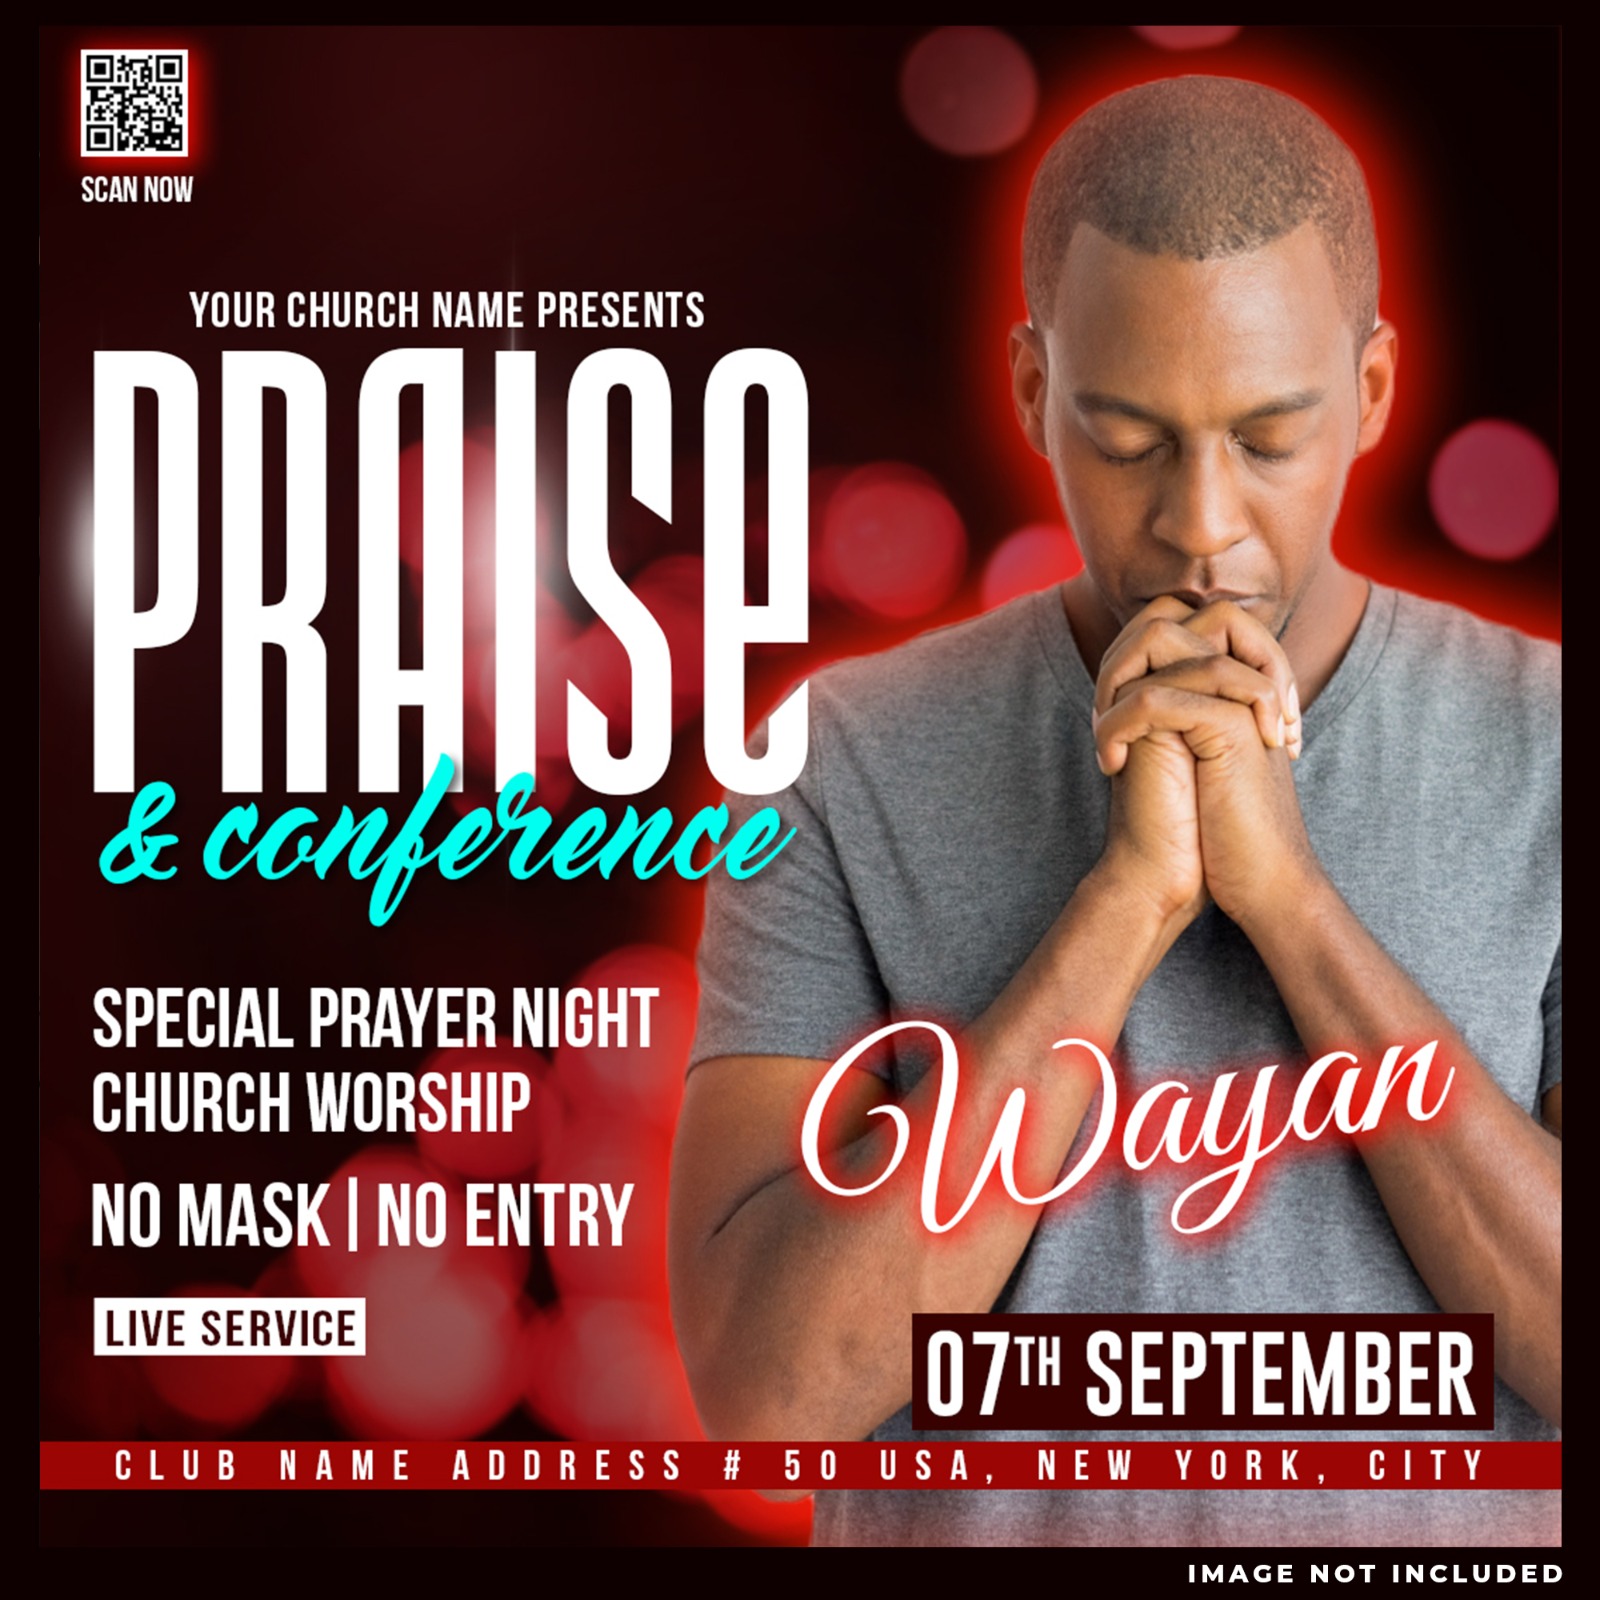 SCAN NOW
YOUR CHURCH NAME PRESENTS
PRAISe
& conference
SPECIAL PRAYER NIGHT
CHURCH WORSHIP
NO MASK | NO ENTRY
LIVE SERVICE
Wayan
07TH SEPTEMBER
CLUB NAME ADDRESS # 50 USA, NEW YORK, CITY
IMAGE NOT INCLUDED